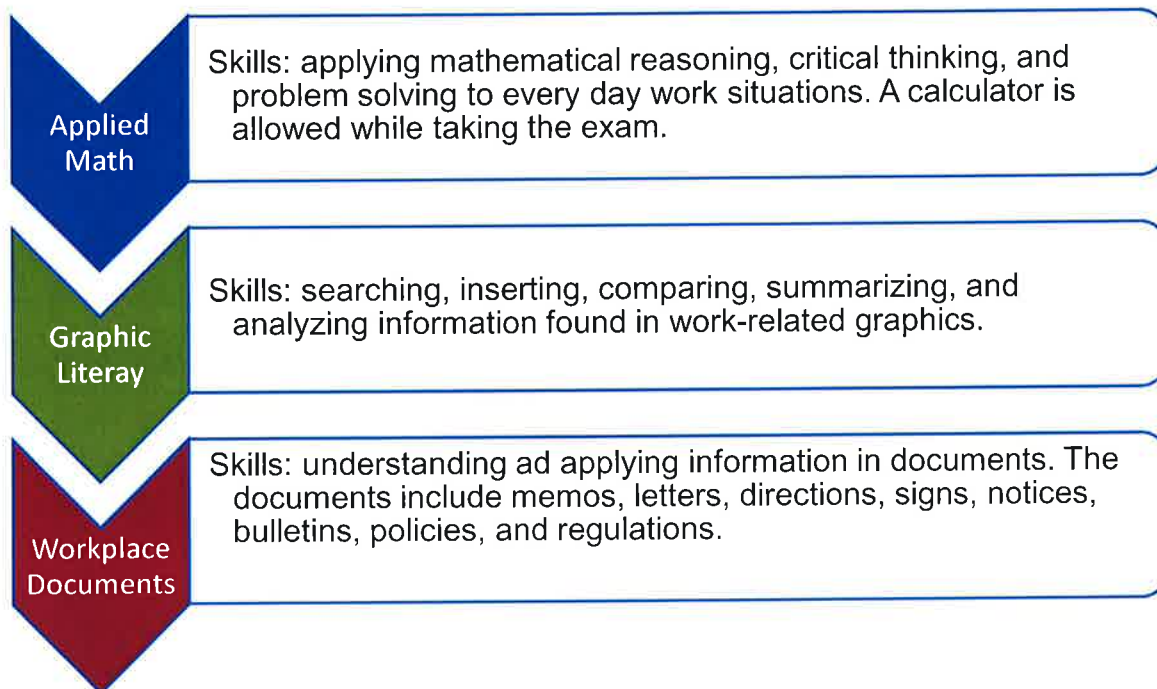 Applied
Math
Skills: applying mathematical reasoning, critical thinking, and
problem solving to every day work situations. A calculator is
allowed while taking the exam.
Graphic
Literay
Skills: searching, inserting, comparing, summarizing, and
analyzing information found in work-related graphics.
Workplace
Documents
Skills: understanding ad applying information in documents. The
documents include memos, letters, directions, signs, notices,
bulletins, policies, and regulations.